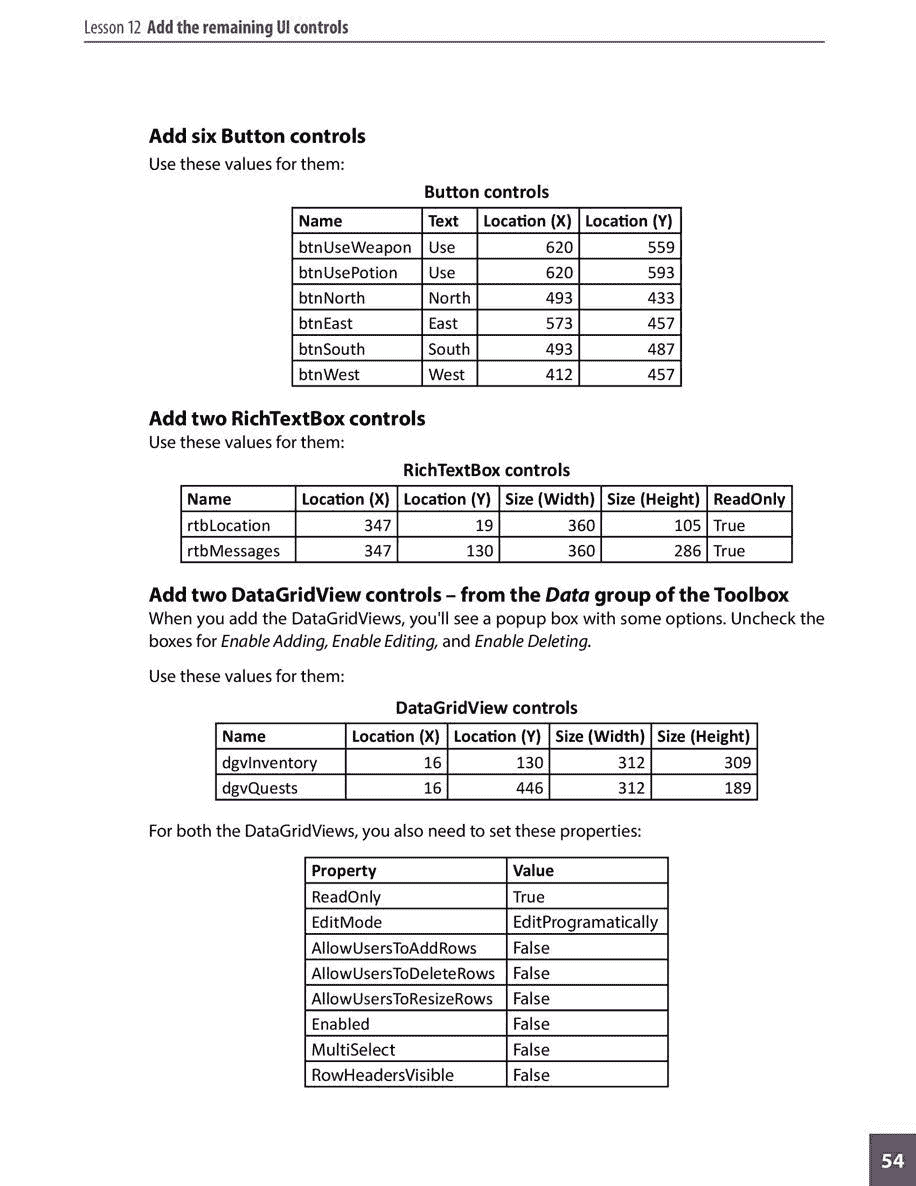 Lesson 12 Add the remaining UI controls
Add six Button controls
Use these values for them:
Button controls
Name Text Location (X) Location (Y)
btnUseWeapon Use 620 559
btnUsePotion Use 620 593
btnNorth North 493 433
btnEast East 573 457
btnSouth South 493 487
btnWest West 412 457
Add two RichTextBox controls
Use these values for them:
RichTextBox controls
Name Location (X) Location (Y) Size (Width) Size (Height) ReadOnly
rtbLocation 347 19 360 105 True
rtbMessages 347 130 360 286 True
Add two DataGridView controls – from the Data group of the Toolbox
When you add the DataGridViews, you'll see a popup box with some options. Uncheck the
boxes for Enable Adding, Enable Editing, and Enable Deleting.
Use these values for them:
DataGridView controls
Name Location (X) Location (Y) Size (Width) Size (Height)
dgvInventory 16 130 312 309
dgvQuests 16 446 312 189
For both the DataGridViews, you also need to set these properties:
Property Value
ReadOnly True
EditMode EditProgramatically
AllowUsersToAddRows False
AllowUsersToDeleteRows False
AllowUsersToResizeRows False
Enabled False
MultiSelect False
RowHeadersVisible False
54